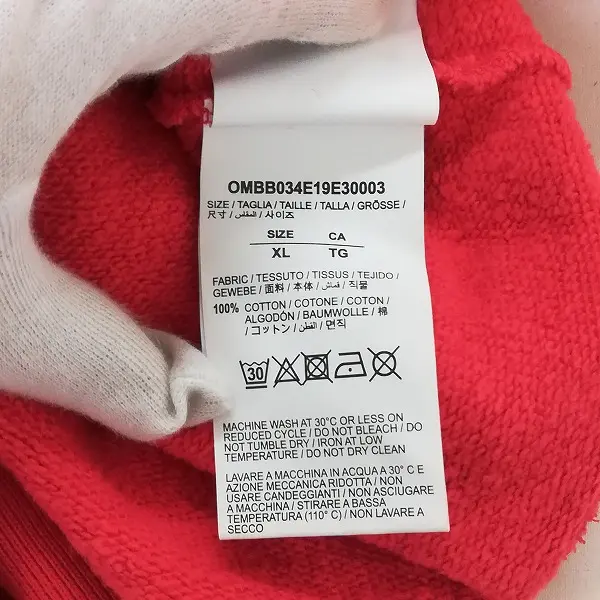 OMBB034E19E30003
SIZE / TAGLIA / TAILLE / TALLA / GRÖSSE /
尺寸 / المقاس / 사이즈
SIZE CA
XL TG
FABRIC / TESSUTO / TISSUS / TEJIDO /
GEWEBE / 面料 / 本体 / قماش / 직물
100% COTTON / COTONE / COTON /
ALGODÓN / BAUMWOLLE / 棉
/ コットン / القطن / 면직
30
MACHINE WASH AT 30°C OR LESS ON
REDUCED CYCLE / DO NOT BLEACH / DO
NOT TUMBLE DRY / IRON AT LOW
TEMPERATURE / DO NOT DRY CLEAN
LAVARE A MACCHINA IN ACQUA A 30° C E
AZIONE MECCANICA RIDOTTA / NON
USARE CANDEGGIANTI / NON ASCIUGARE
A MACCHINA / STIRARE A BASSA
TEMPERATURA (110° C) / NON LAVARE A
SECCO